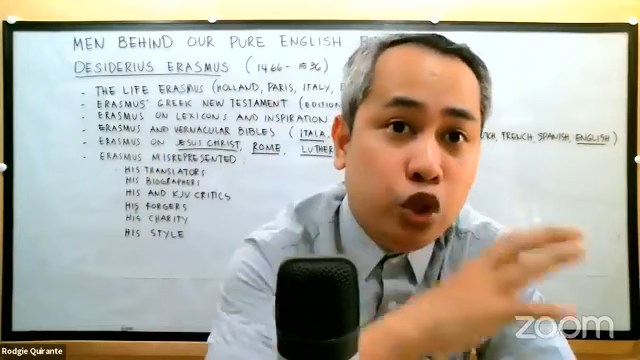 MEN BEHIND OUR PURE ENGLISH
DESIDERIUS ERASMUS (1466-1536)
- THE LIFE ERASMUS (HOLLAND, PARIS, ITALY,
- ERASMUS' GREEK NEW TESTAMENT (EDITION
- ERASMUS ON LEXICONS AND INSPIRATION
- ERASMUS AND VERNACULAR BIBLES (ITALA, FRENCH, SPANISH, ENGLISH)
- ERASMUS ON JESUS CHRIST, ROME, LUTHER
- ERASMUS MISREPRESENTED:
· HIS TRANSLATORS
· HIS BIOGRAPHERS
· HIS AND KJV CRITICS
· HIS FORGERS
· HIS CHARITY
· HIS STYLE
zoom
Rodgie Quirante